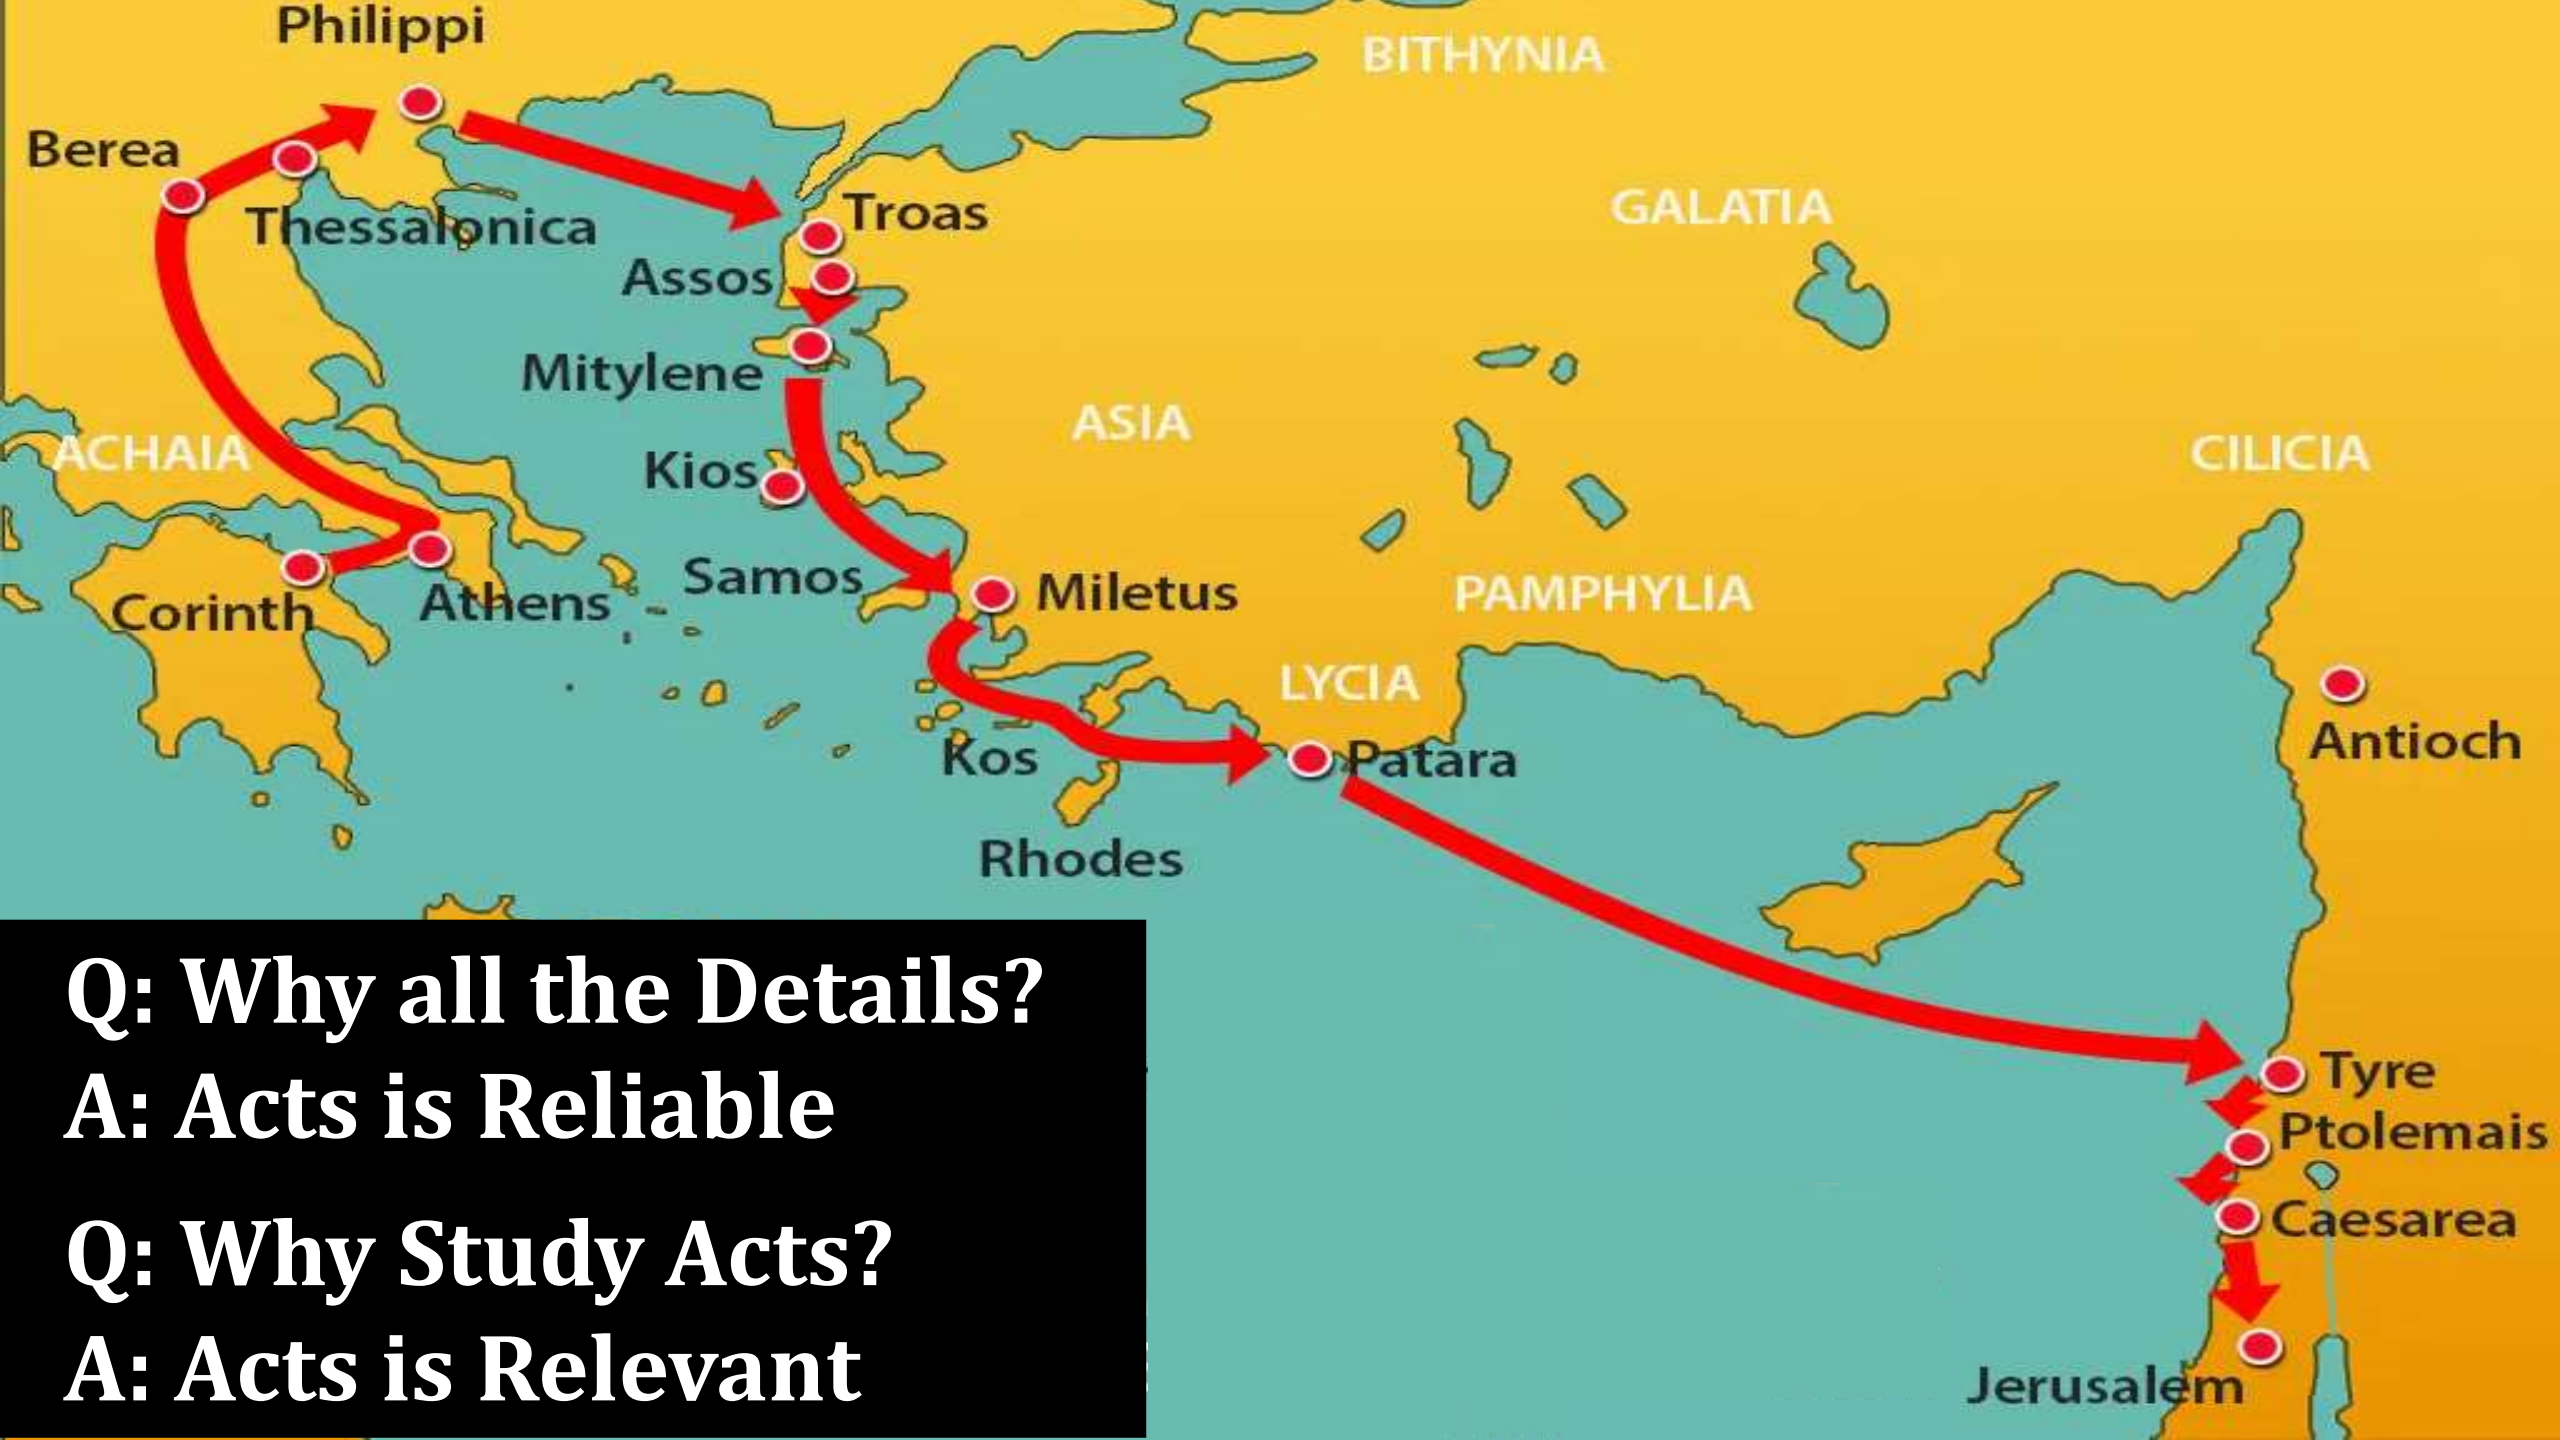 Philippi
BITHYNIA
Berea
Thessalonica
Troas
GALATIA
Assos
Mitylene
ASIA
ACHAIA
Kios
CILICIA
Samos
Miletus
PAMPHYLIA
Corinth
Athens
LYCIA
Antioch
Kos
Patara
Rhodes
Q: Why all the Details?
A: Acts is Reliable
Q: Why Study Acts?
A: Acts is Relevant
Tyre
Ptolemais
Caesarea
Jerusalem